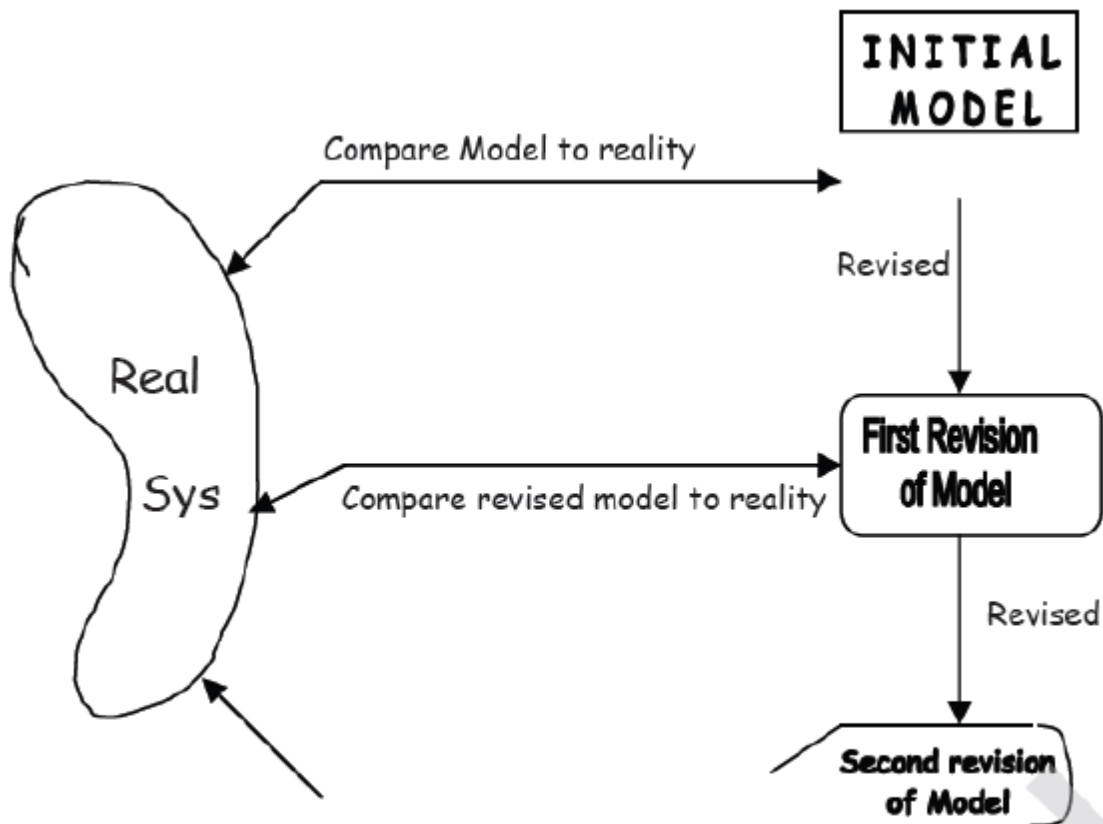 INITIAL
MODEL
Compare Model to reality
Revised
Real
Sys
First Revision
of Model
Compare revised model to reality
Revised
Second revision
of Model